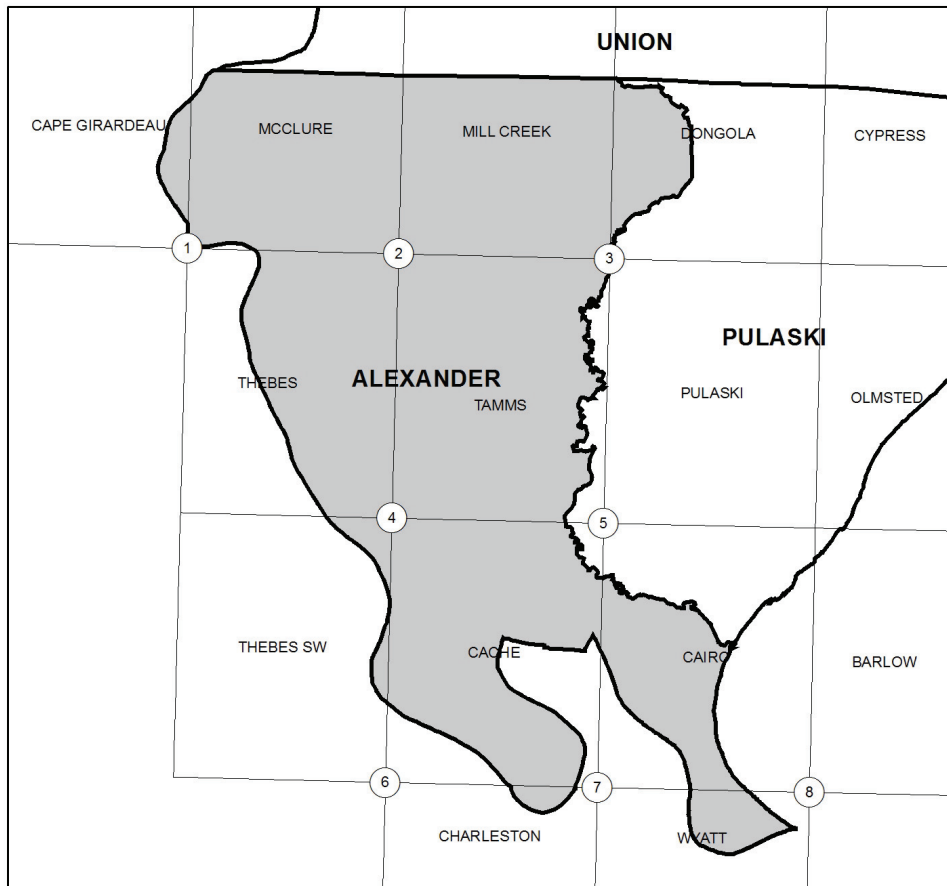 UNION
CAPE GIRARDEAU
MCCLURE
MILL CREEK
DONGOLA
CYPRESS
1
2
3
PULASKI
ALEXANDER
THEBES
TAMMS
PULASKI
OLMSTED
4
5
THEBES SW
CACHE
CAIRO
BARLOW
6
7
8
CHARLESTON
WYATT